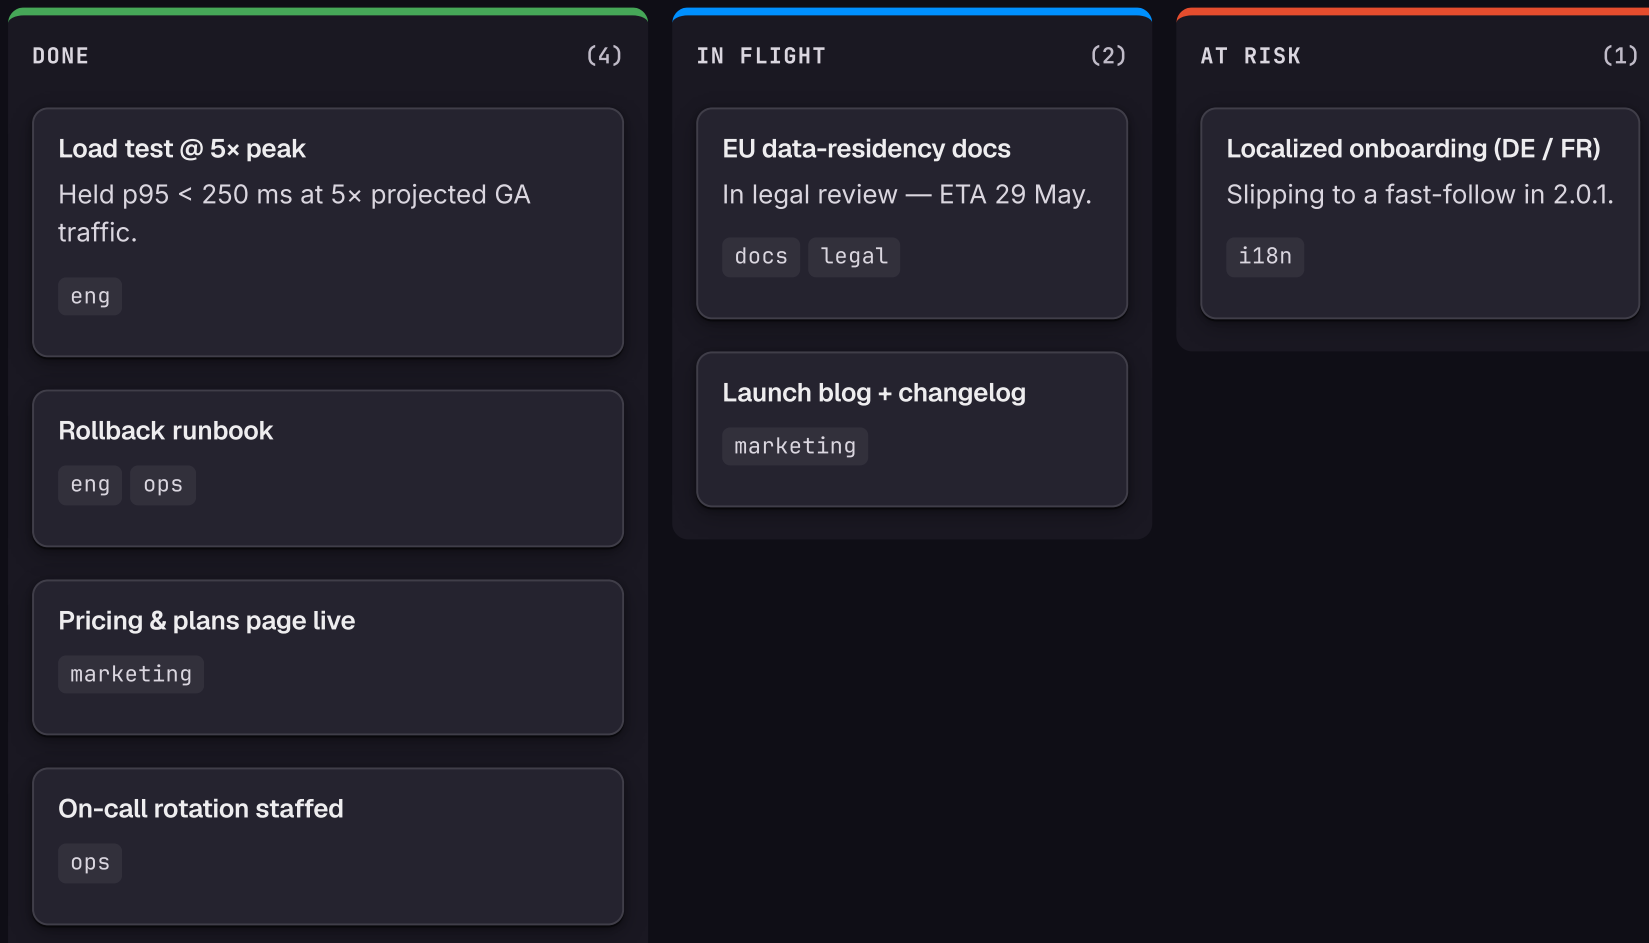 DONE (4)
Load test @ 5× peak
Held p95 < 250 ms at 5× projected GA
traffic.
eng
Rollback runbook
eng ops
Pricing & plans page live
marketing
On-call rotation staffed
ops
IN FLIGHT (2)
EU data-residency docs
In legal review — ETA 29 May.
docs legal
Launch blog + changelog
marketing
AT RISK (1)
Localized onboarding (DE / FR)
Slipping to a fast-follow in 2.0.1.
i18n